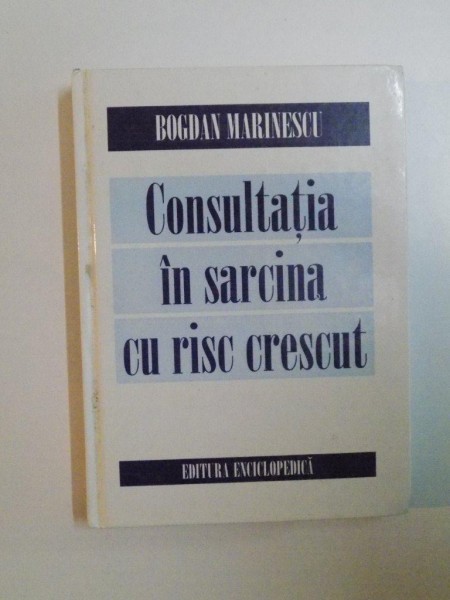 BOGDAN MARINESCU
Consultația
în sarcina
cu risc crescut
EDITURA ENCICLOPEDICĂ